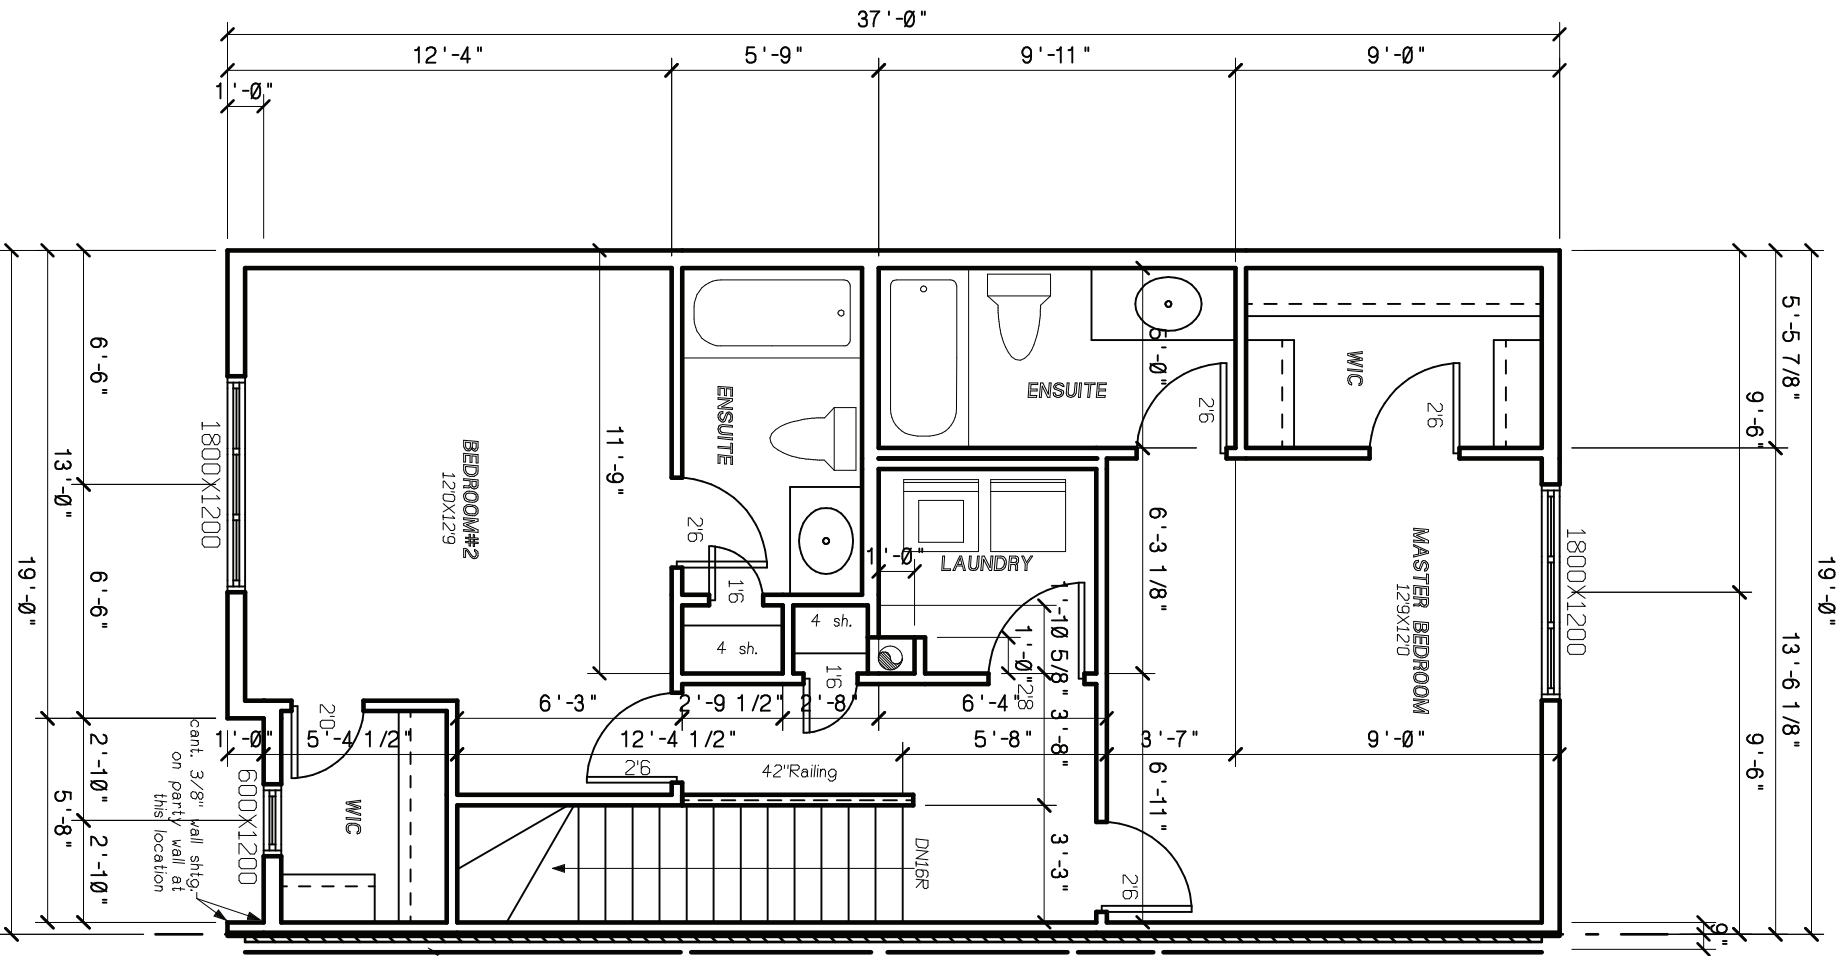 37'-0"
12'-4" 5'-9" 9'-11" 9'-0"
1'-0"
6'-6"
13'-0"
6'-6"
19'-0"
2'-10"
5'-8"
2'-10"
1800X1200
600X1200
cant. 3/8" wall shtg.
on party wall at
this location
BEDROOM#2
12'0X12'9
11'-9"
ENSUITE
2'6
1'6
4 sh.
4 sh.
1'6
ENSUITE
5'-0"
2'6
WIC
2'6
LAUNDRY
1'-0"
6'-3 1/8"
1'-10 5/8"
1'-0"
2'8
MASTER BEDROOM
12'9X12'0
6'-3" 2'-9 1/2" 2'-8" 6'-4"
1'-0" 5'-4 1/2" 12'-4 1/2" 5'-8" 3'-7" 9'-0"
3'-8"
6'-11"
3'-3"
2'0
2'6
42"Railing
WIC
DN16R
2'6
1800X1200
5'-5 7/8"
9'-6"
13'-6 1/8"
9'-6"
19'-0"
6"